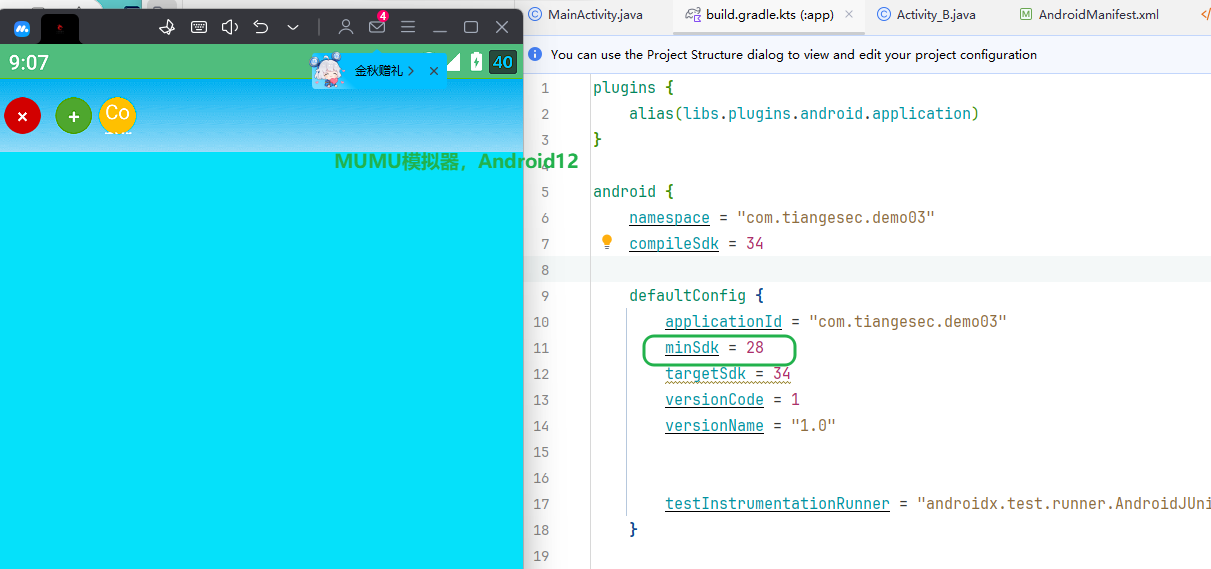 MainActivity.java
build.gradle.kts (:app)
Activity_B.java
AndroidManifest.xml
4
9:07
金秋赠礼
40
You can use the Project Structure dialog to view and edit your project configuration
Co
MUMU模拟器，Android12
1 plugins {
2 alias(libs.plugins.android.application)
3 }
4
5 android {
6 namespace = "com.tiangesec.demo03"
7 compileSdk = 34
8
9 defaultConfig {
10 applicationId = "com.tiangesec.demo03"
11 minSdk = 28
12 targetSdk = 34
13 versionCode = 1
14 versionName = "1.0"
15
16
17 testInstrumentationRunner = "androidx.test.runner.AndroidJUni
18 }
19